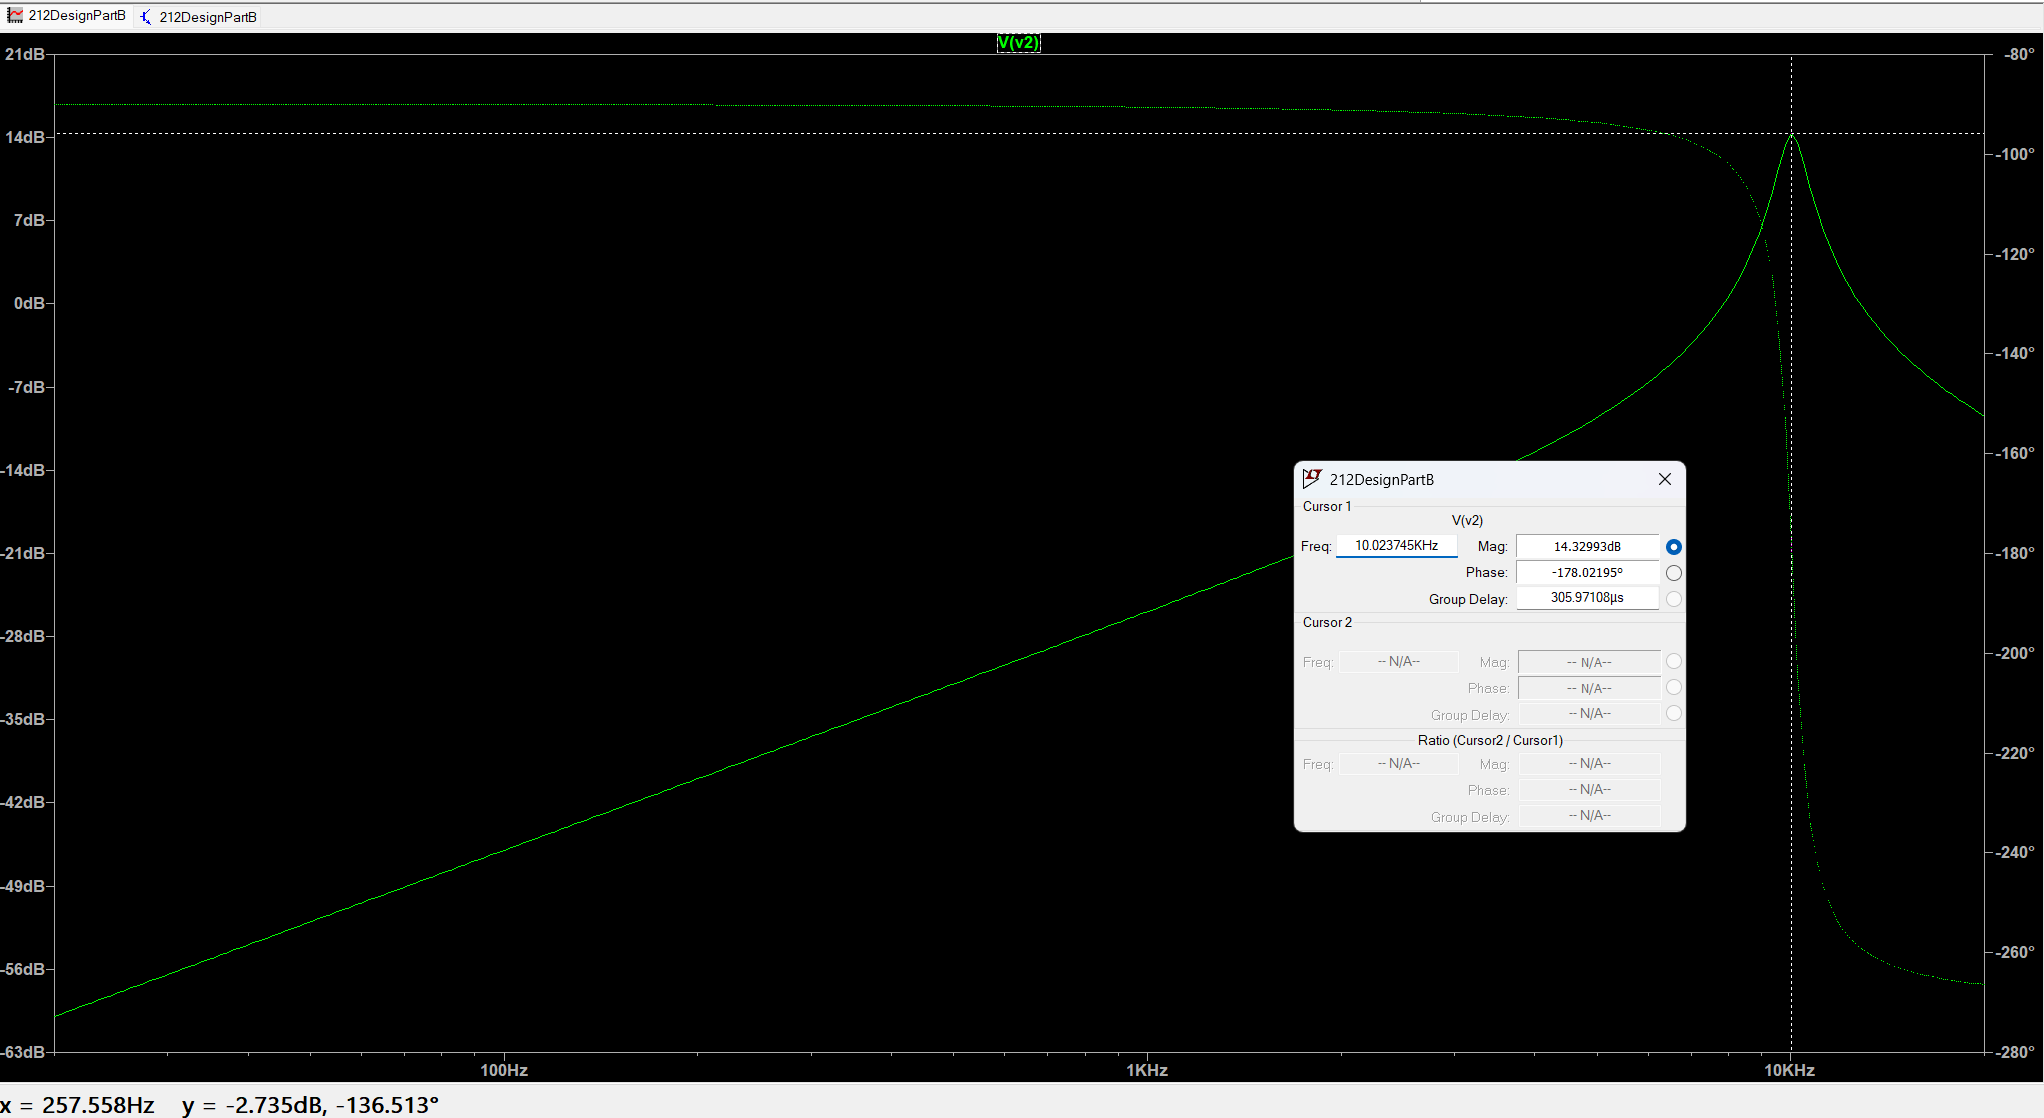 212DesignPartB 212DesignPartB
V(v2)
21dB -80°
14dB -100°
7dB -120°
0dB -140°
-7dB -160°
-14dB -180°
-21dB -200°
-28dB -220°
-35dB -240°
-42dB -260°
-49dB -280°
-56dB
-63dB
100Hz 1KHz 10KHz
212DesignPartB
Cursor 1
V(v2)
Freq: 10.023745KHz Mag: 14.32993dB
Phase: -178.02195°
Group Delay: 305.97108µs
Cursor 2
Freq: -- N/A-- Mag: -- N/A--
Phase: -- N/A--
Group Delay: -- N/A--
Ratio (Cursor2 / Cursor1)
Freq: -- N/A-- Mag: -- N/A--
Phase: -- N/A--
Group Delay: -- N/A--
x = 257.558Hz y = -2.735dB, -136.513°